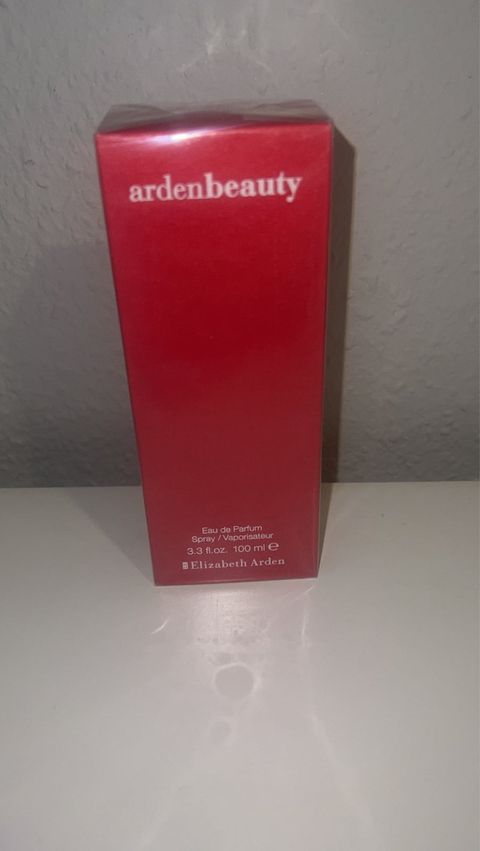 ardenbeauty
Eau de Parfum
Spray / Vaporisateur
3.3 fl.oz. 100 ml ℮
Elizabeth Arden